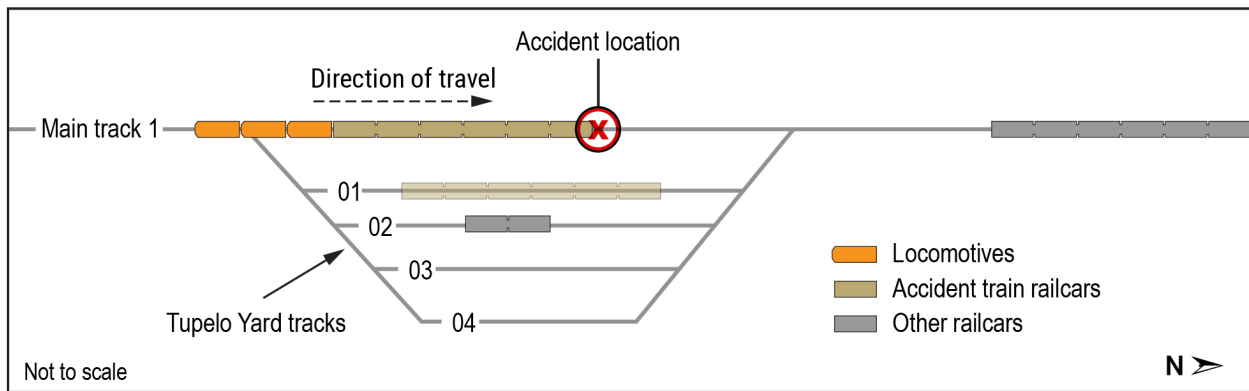 Accident location
Direction of travel
Main track 1
X
01
02
03
04
Tupelo Yard tracks
Locomotives
Accident train railcars
Other railcars
Not to scale
N